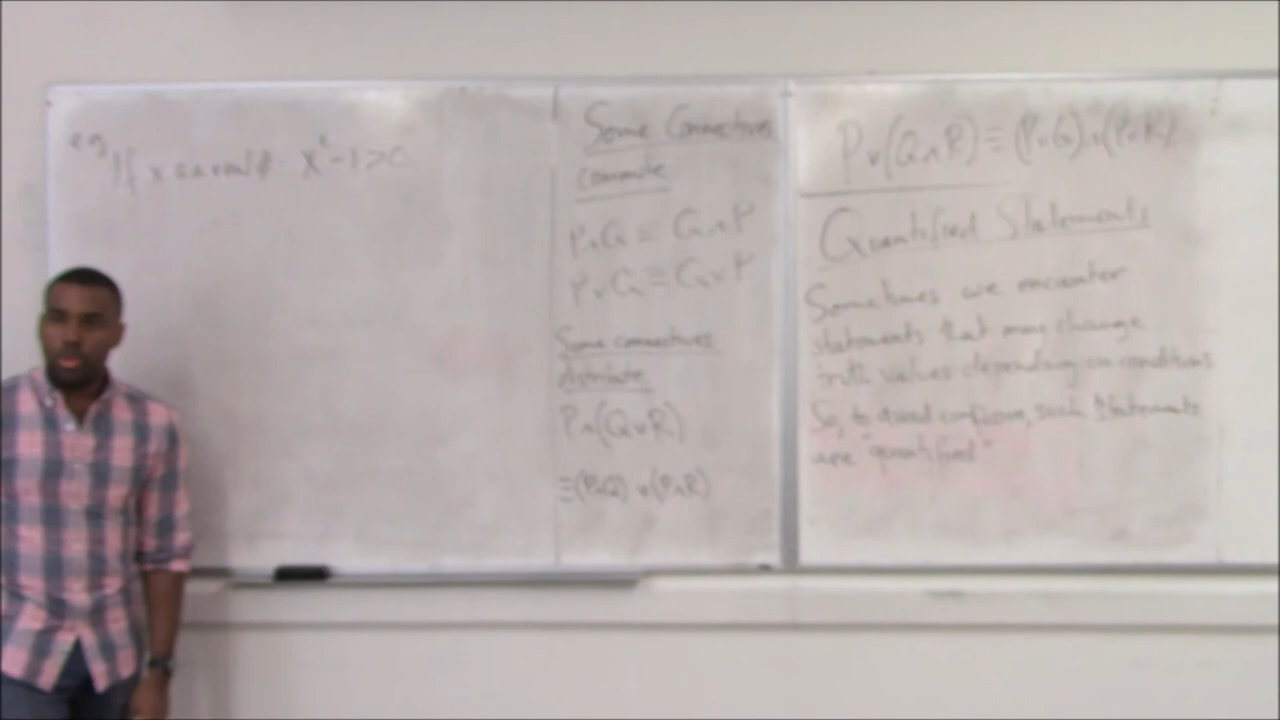 eg If x is a real # x² - 1 > 0
Some Connectives
commute
P ∧ Q ≡ Q ∧ P
P ∨ Q ≡ Q ∨ P
Some connectives
distribute
P ∧ (Q ∨ R)
≡ (P ∧ Q) ∨ (P ∧ R)
P ∨ (Q ∧ R) ≡ (P ∨ Q) ∧ (P ∨ R)
Quantified Statements
Sometimes we encounter
statements that may change
truth values depending on conditions
So, to avoid confusion, such statements
are "quantified"